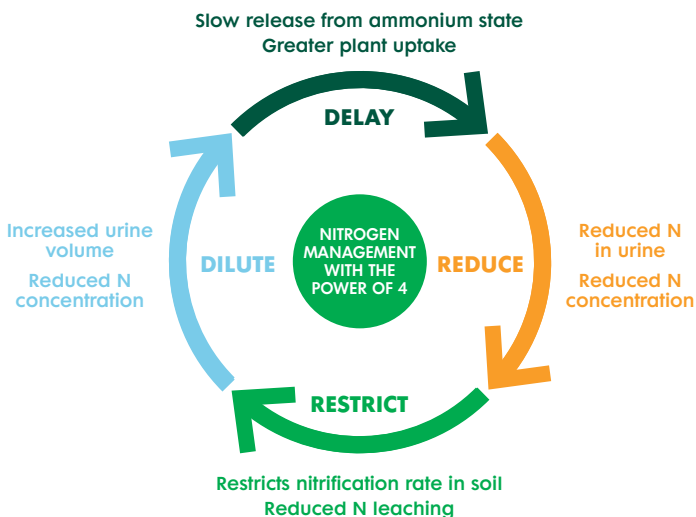 Slow release from ammonium state
Greater plant uptake
DELAY
Increased urine
volume
Reduced N
concentration
DILUTE
NITROGEN
MANAGEMENT
WITH THE
POWER OF 4
REDUCE
Reduced N
in urine
Reduced N
concentration
RESTRICT
Restricts nitrification rate in soil
Reduced N leaching